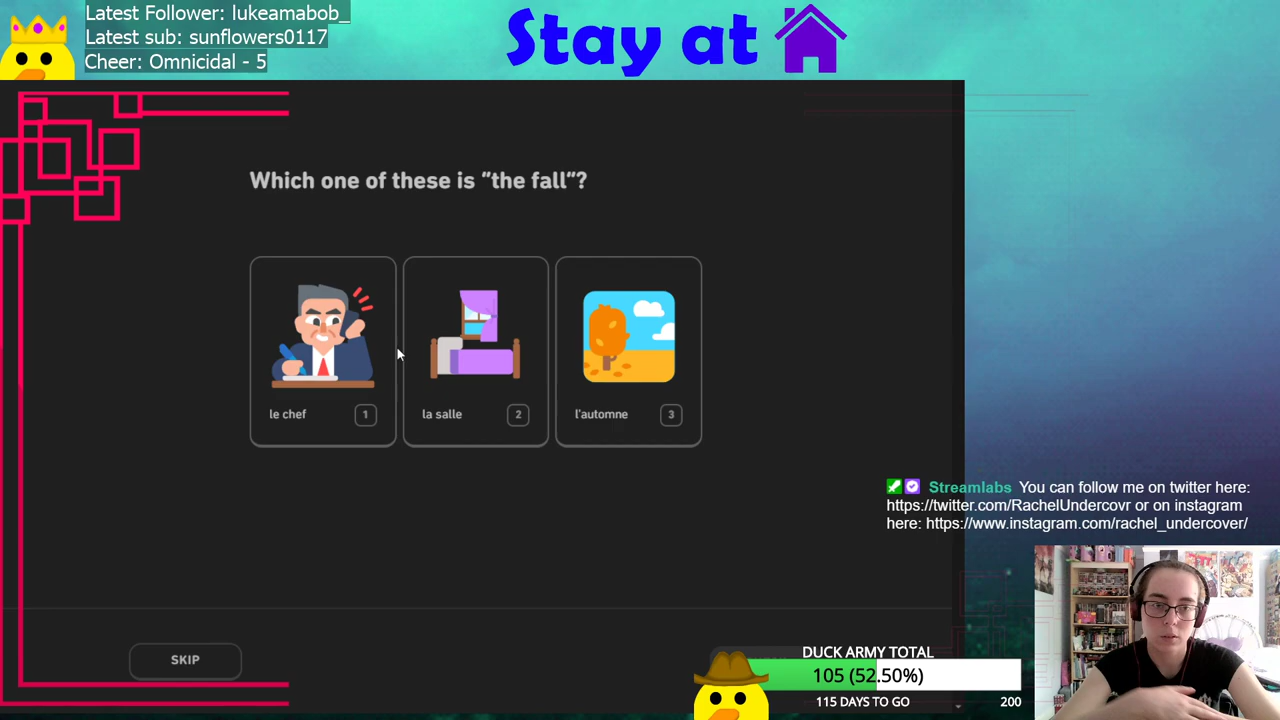 Latest Follower: lukeamabob_
Latest sub: sunflowers0117
Cheer: Omnicidal - 5
Stay at
Which one of these is “the fall”?
le chef 1
la salle 2
l'automne 3
Streamlabs You can follow me on twitter here:
https://twitter.com/RachelUndercovr or on instagram
here: https://www.instagram.com/rachel_undercover/
SKIP
DUCK ARMY TOTAL
105 (52.50%)
115 DAYS TO GO 200